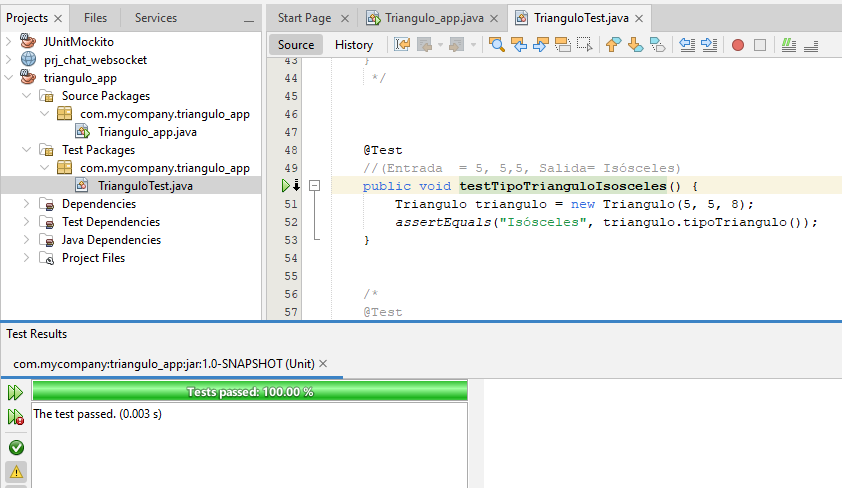 Projects
Files
Services
JUnitMockito
prj_chat_websocket
triangulo_app
Source Packages
com.mycompany.triangulo_app
Triangulo_app.java
Test Packages
com.mycompany.triangulo_app
TrianguloTest.java
Dependencies
Test Dependencies
Java Dependencies
Project Files
Start Page
Triangulo_app.java
TrianguloTest.java
Source
History
43 }
44 */
45
46
47
48 @Test
49 //(Entrada = 5, 5,5, Salida= Isósceles)
public void testTipoTrianguloIsosceles() {
51 Triangulo triangulo = new Triangulo(5, 5, 8);
52 assertEquals("Isósceles", triangulo.tipoTriangulo());
53 }
54
55
56 /*
57 @Test
Test Results
com.mycompany:triangulo_app:jar:1.0-SNAPSHOT (Unit)
Tests passed: 100.00 %
The test passed. (0.003 s)